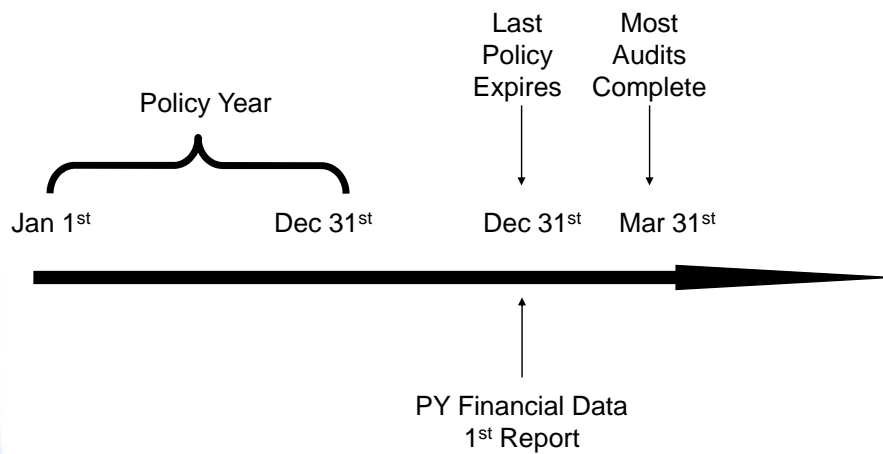 Last
Policy
Expires
Most
Audits
Complete
Policy Year
Jan 1st
Dec 31st
Dec 31st
Mar 31st
PY Financial Data
1st Report